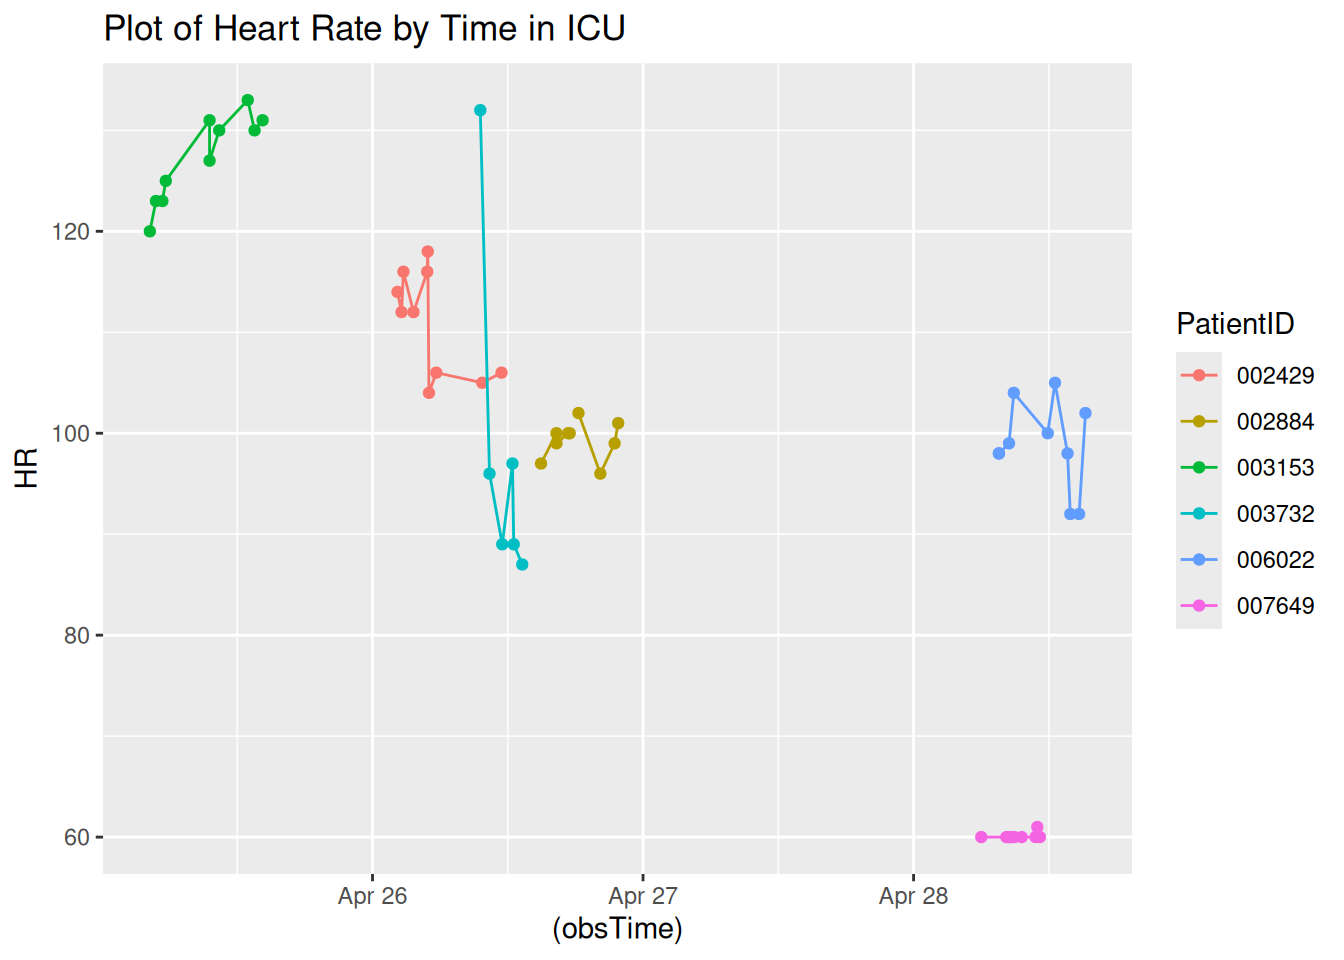 Plot of Heart Rate by Time in ICU
HR
120
100
80
60
Apr 26
Apr 27
Apr 28
(obsTime)
PatientID
002429
002884
003153
003732
006022
007649